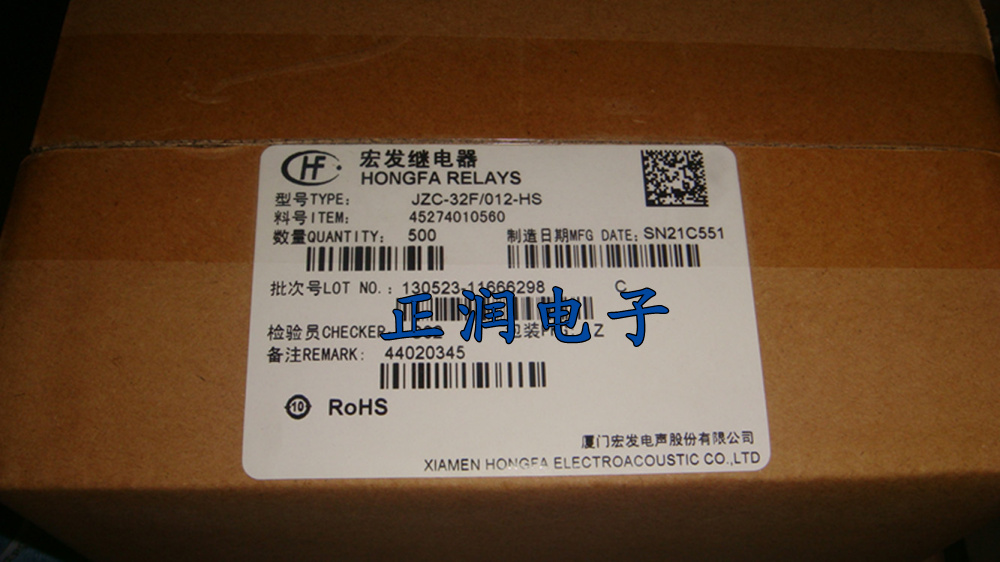 HF 宏发继电器
HONGFA RELAYS
型号TYPE: JZC-32F/012-HS
料号ITEM: 45274010560
数量QUANTITY: 500 制造日期MFG DATE: SN21C551
批次号LOT NO.: 130523-11666298 C
正润电子
检验员CHECKER 包装 Z
备注REMARK: 44020345
10 RoHS
厦门宏发电声股份有限公司
XIAMEN HONGFA ELECTROACOUSTIC CO.,LTD